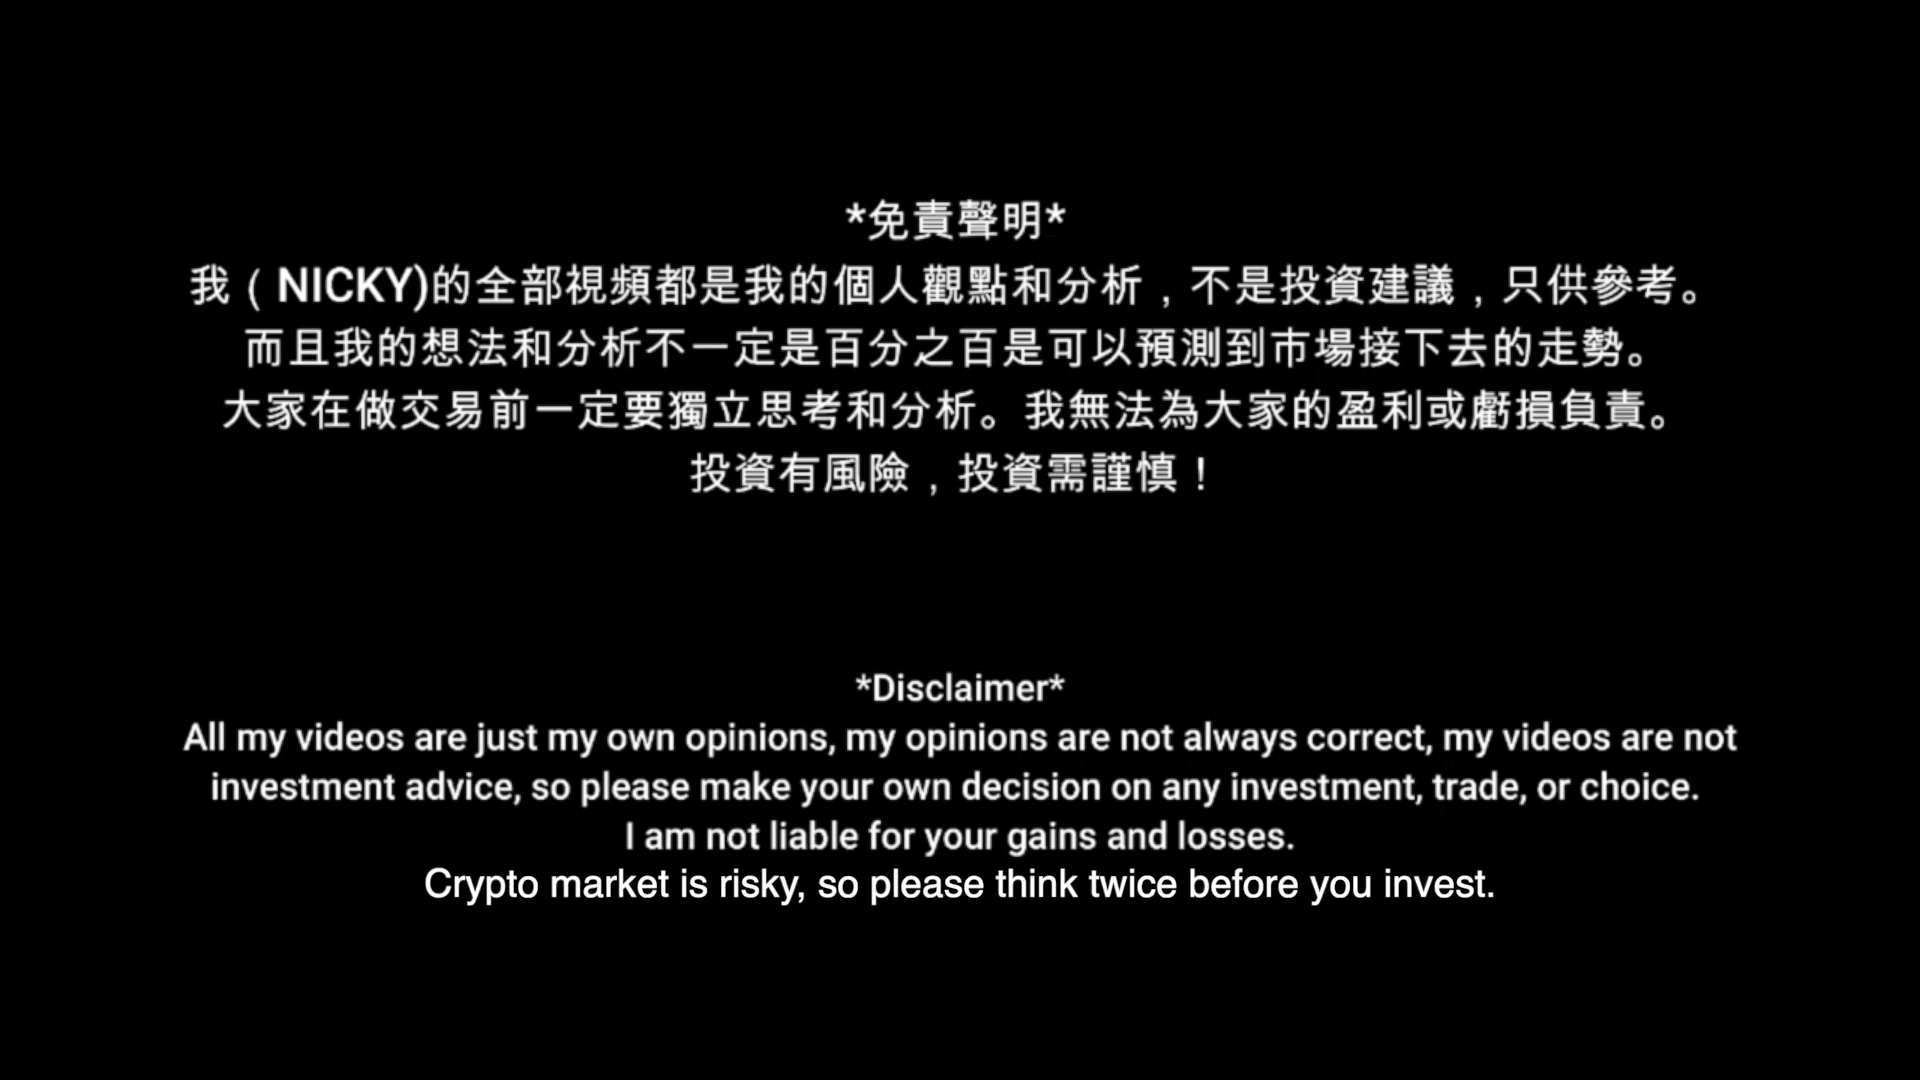 *免責聲明*
我（NICKY)的全部視頻都是我的個人觀點和分析，不是投資建議，只供參考。
而且我的想法和分析不一定是百分之百是可以預測到市場接下去的走勢。
大家在做交易前一定要獨立思考和分析。我無法為大家的盈利或虧損負責。
投資有風險，投資需謹慎！
*Disclaimer*
All my videos are just my own opinions, my opinions are not always correct, my videos are not
investment advice, so please make your own decision on any investment, trade, or choice.
I am not liable for your gains and losses.
Crypto market is risky, so please think twice before you invest.